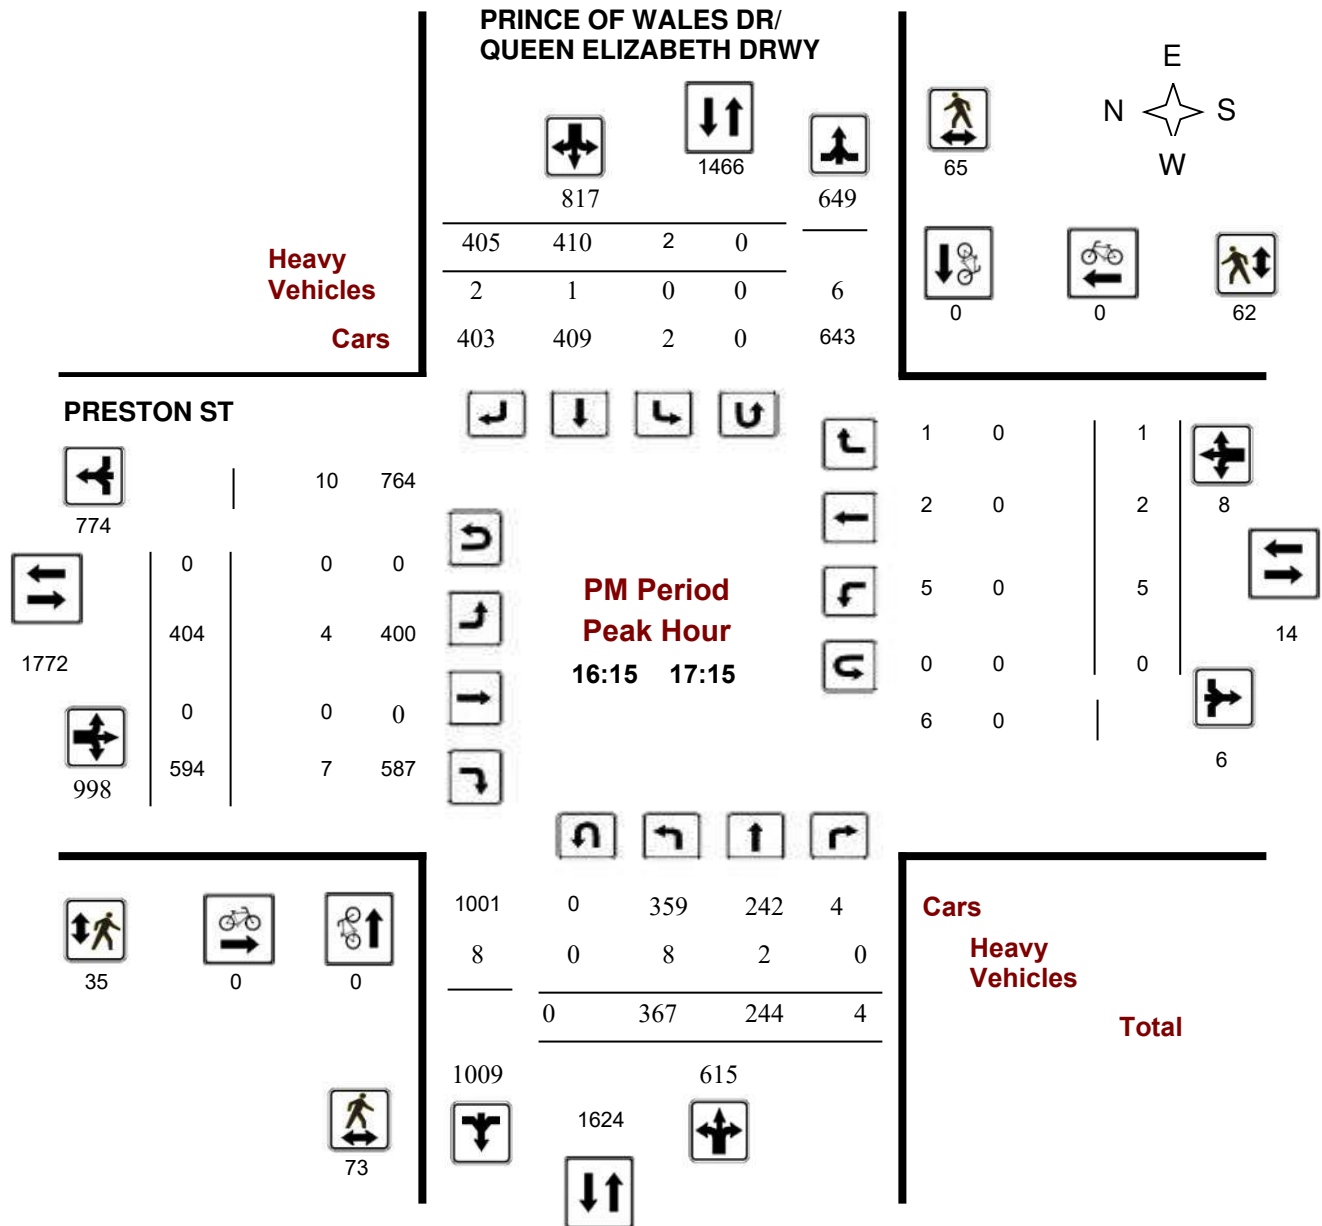 PRINCE OF WALES DR/
QUEEN ELIZABETH DRWY
E
N S
W
1466
65
817 649
405 410 2 0
Heavy
Vehicles 2 1 0 0 6
0 0 62
Cars 403 409 2 0 643
PRESTON ST
1 0 1
10 764
2 0 2 8
774
0 0 0
PM Period
5 0 5
404 4 400
Peak Hour
14
1772
16:15 17:15
0 0 0
0 0 0
6 0
6
594 7 587
998
1001 0 359 242 4 Cars
8 0 8 2 0 Heavy
Vehicles
35 0 0
0 367 244 4 Total
1009 615
1624
73